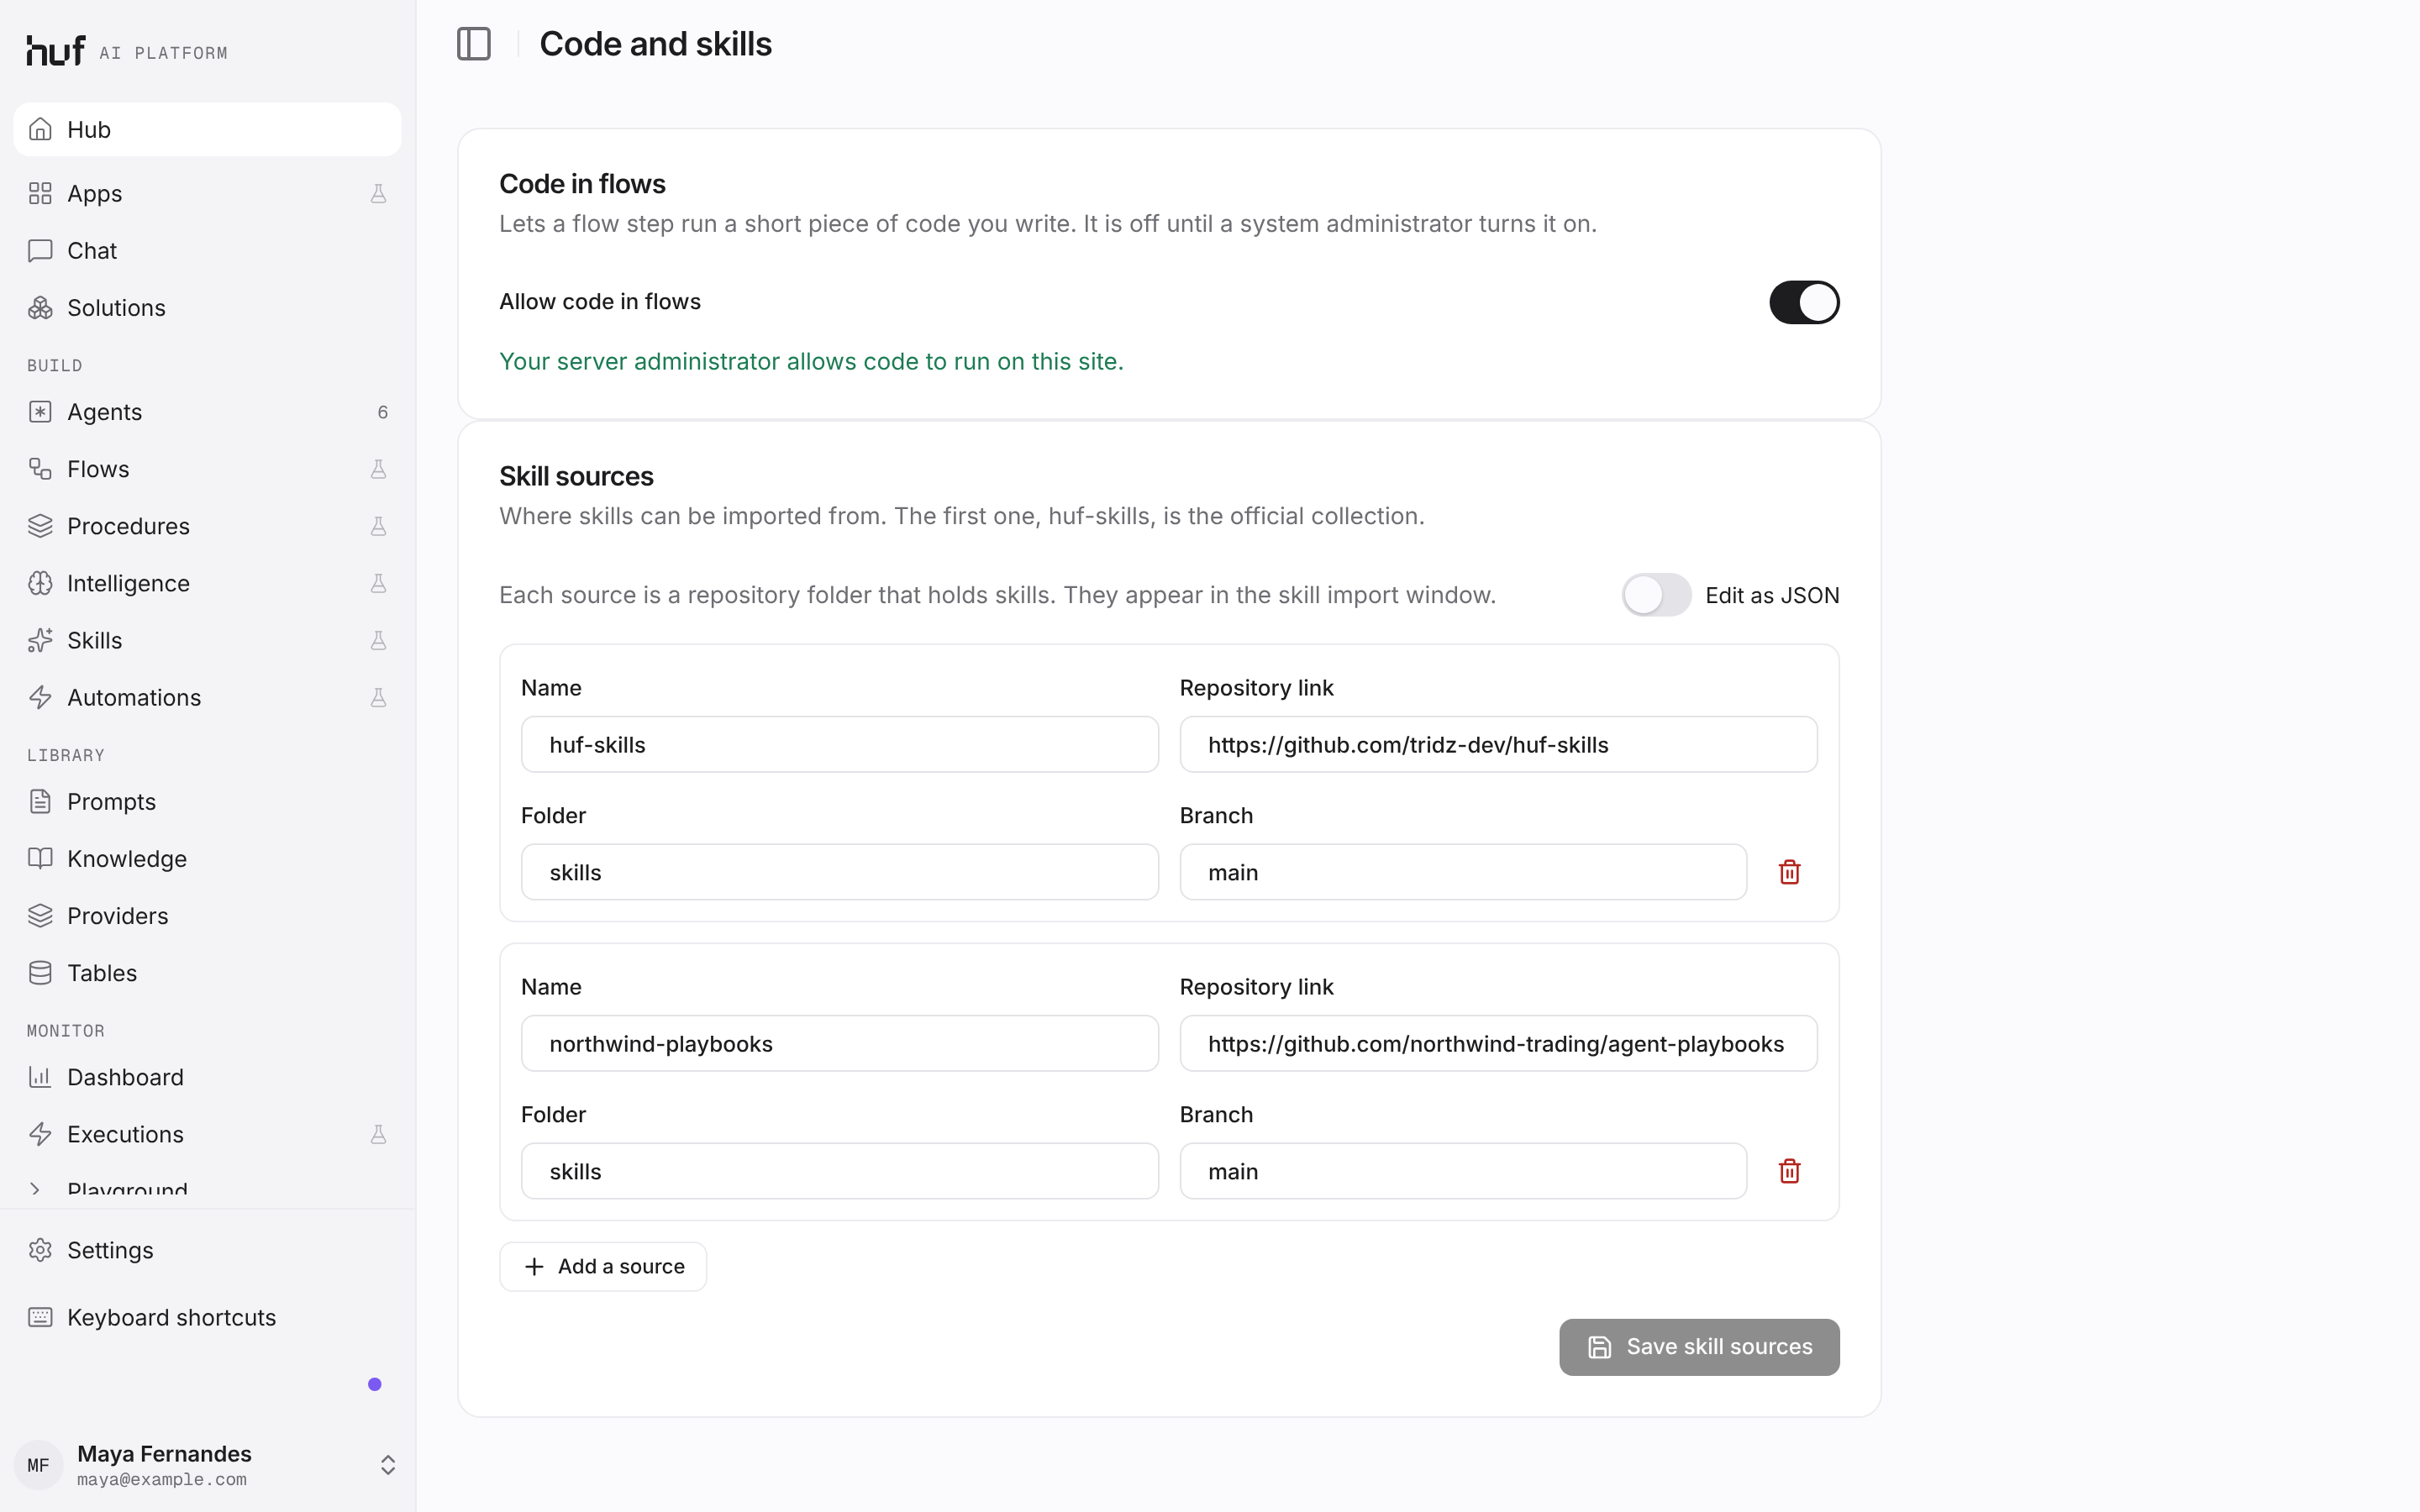 huf AI PLATFORM
Hub
Apps
Chat
Solutions
BUILD
Agents 6
Flows
Procedures
Intelligence
Skills
Automations
LIBRARY
Prompts
Knowledge
Providers
Tables
MONITOR
Dashboard
Executions
Playground
Settings
Keyboard shortcuts
MF
Maya Fernandes
maya@example.com
Code and skills
Code in flows
Lets a flow step run a short piece of code you write. It is off until a system administrator turns it on.
Allow code in flows
Your server administrator allows code to run on this site.
Skill sources
Where skills can be imported from. The first one, huf-skills, is the official collection.
Each source is a repository folder that holds skills. They appear in the skill import window.
Edit as JSON
Name
Repository link
huf-skills
https://github.com/tridz-dev/huf-skills
Folder
Branch
skills
main
Name
Repository link
northwind-playbooks
https://github.com/northwind-trading/agent-playbooks
Folder
Branch
skills
main
Add a source
Save skill sources